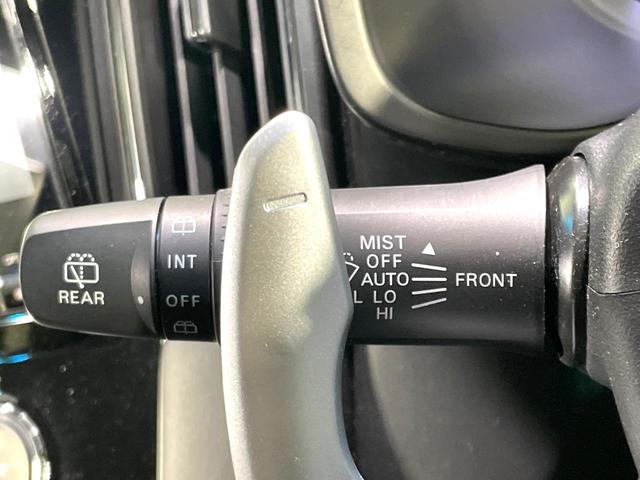 REAR
INT
OFF
MIST
OFF
AUTO
LO
HI
FRONT